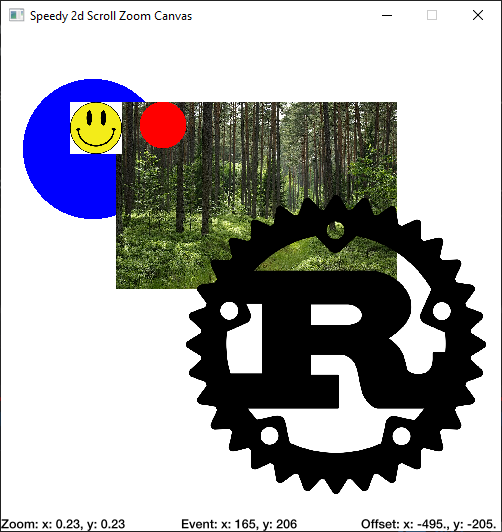 Speedy 2d Scroll Zoom Canvas
R
Zoom: x: 0.23, y: 0.23 Event: x: 165, y: 206 Offset: x: -495., y: -205.